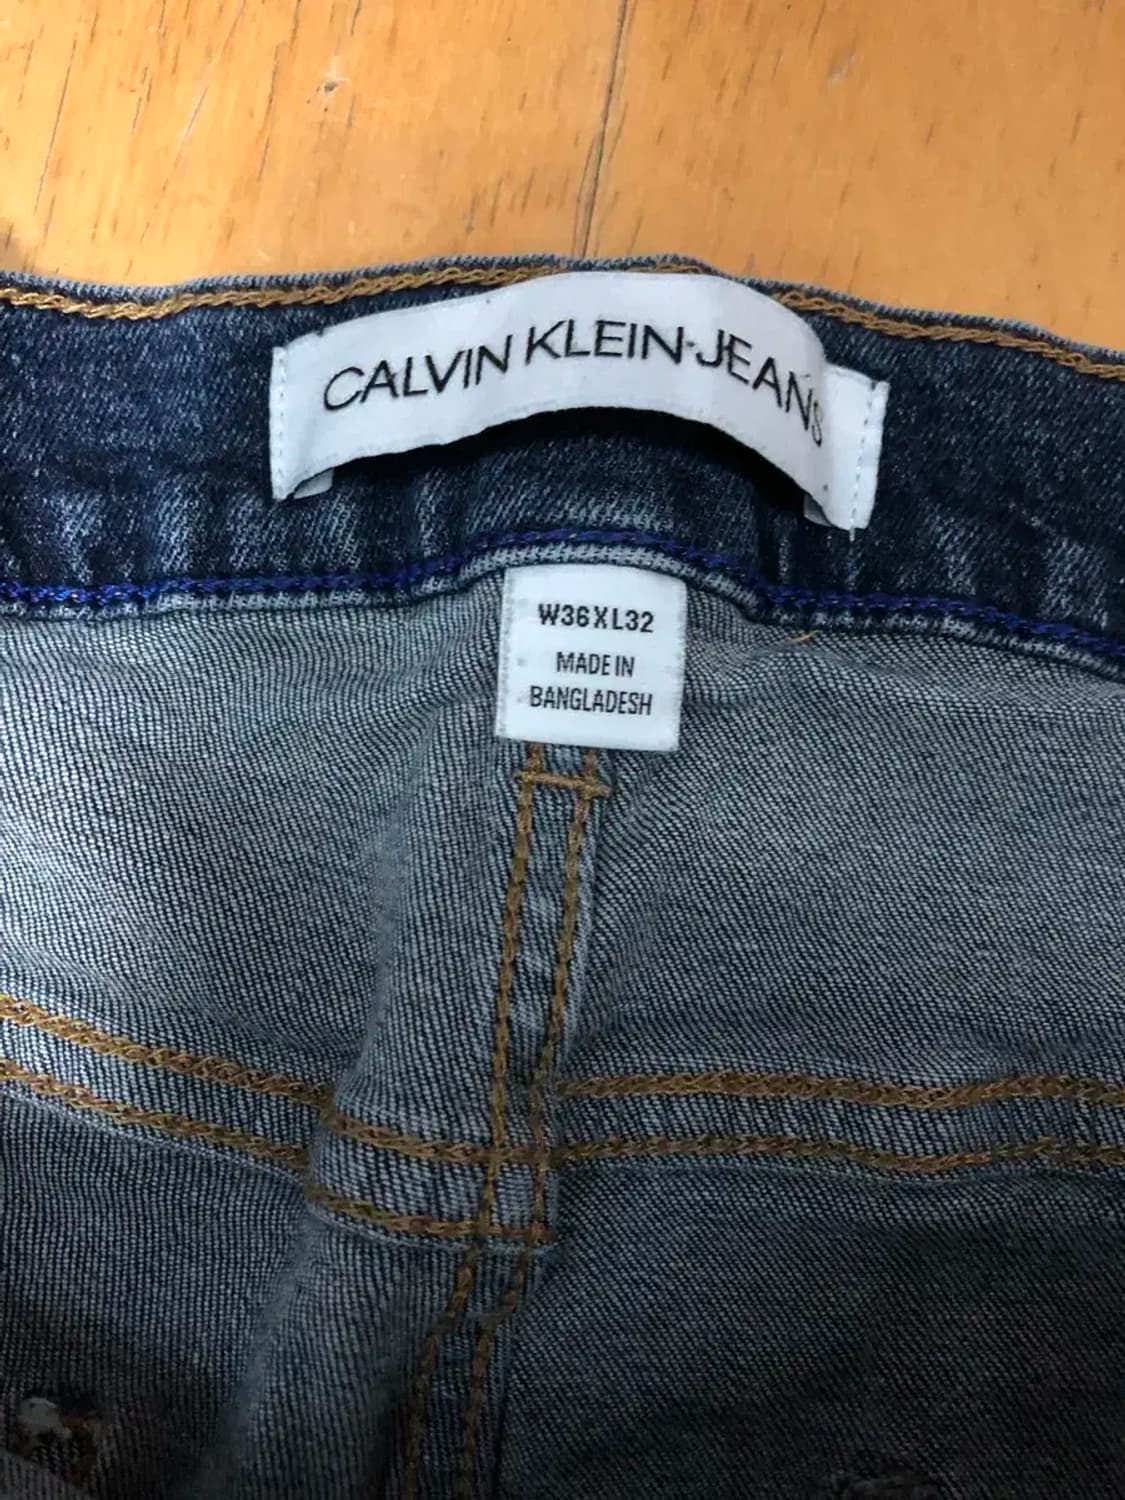 CALVIN KLEIN JEANS
W36XL32
MADE IN
BANGLADESH